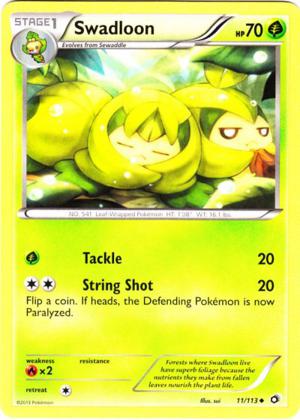 STAGE1
Swadloon
HP70
Evolves from Sewaddle
NO. 541 Leaf-Wrapped Pokémon HT: 1'08" WT: 16.1 lbs.
Tackle 20
String Shot 20
Flip a coin. If heads, the Defending Pokémon is now
Paralyzed.
weakness
resistance
×2
retreat
Forests where Swadloon live
have superb foliage because the
nutrients they make from fallen
leaves nourish the plant life.
©2013 Pokémon
Illus. sui
11/113